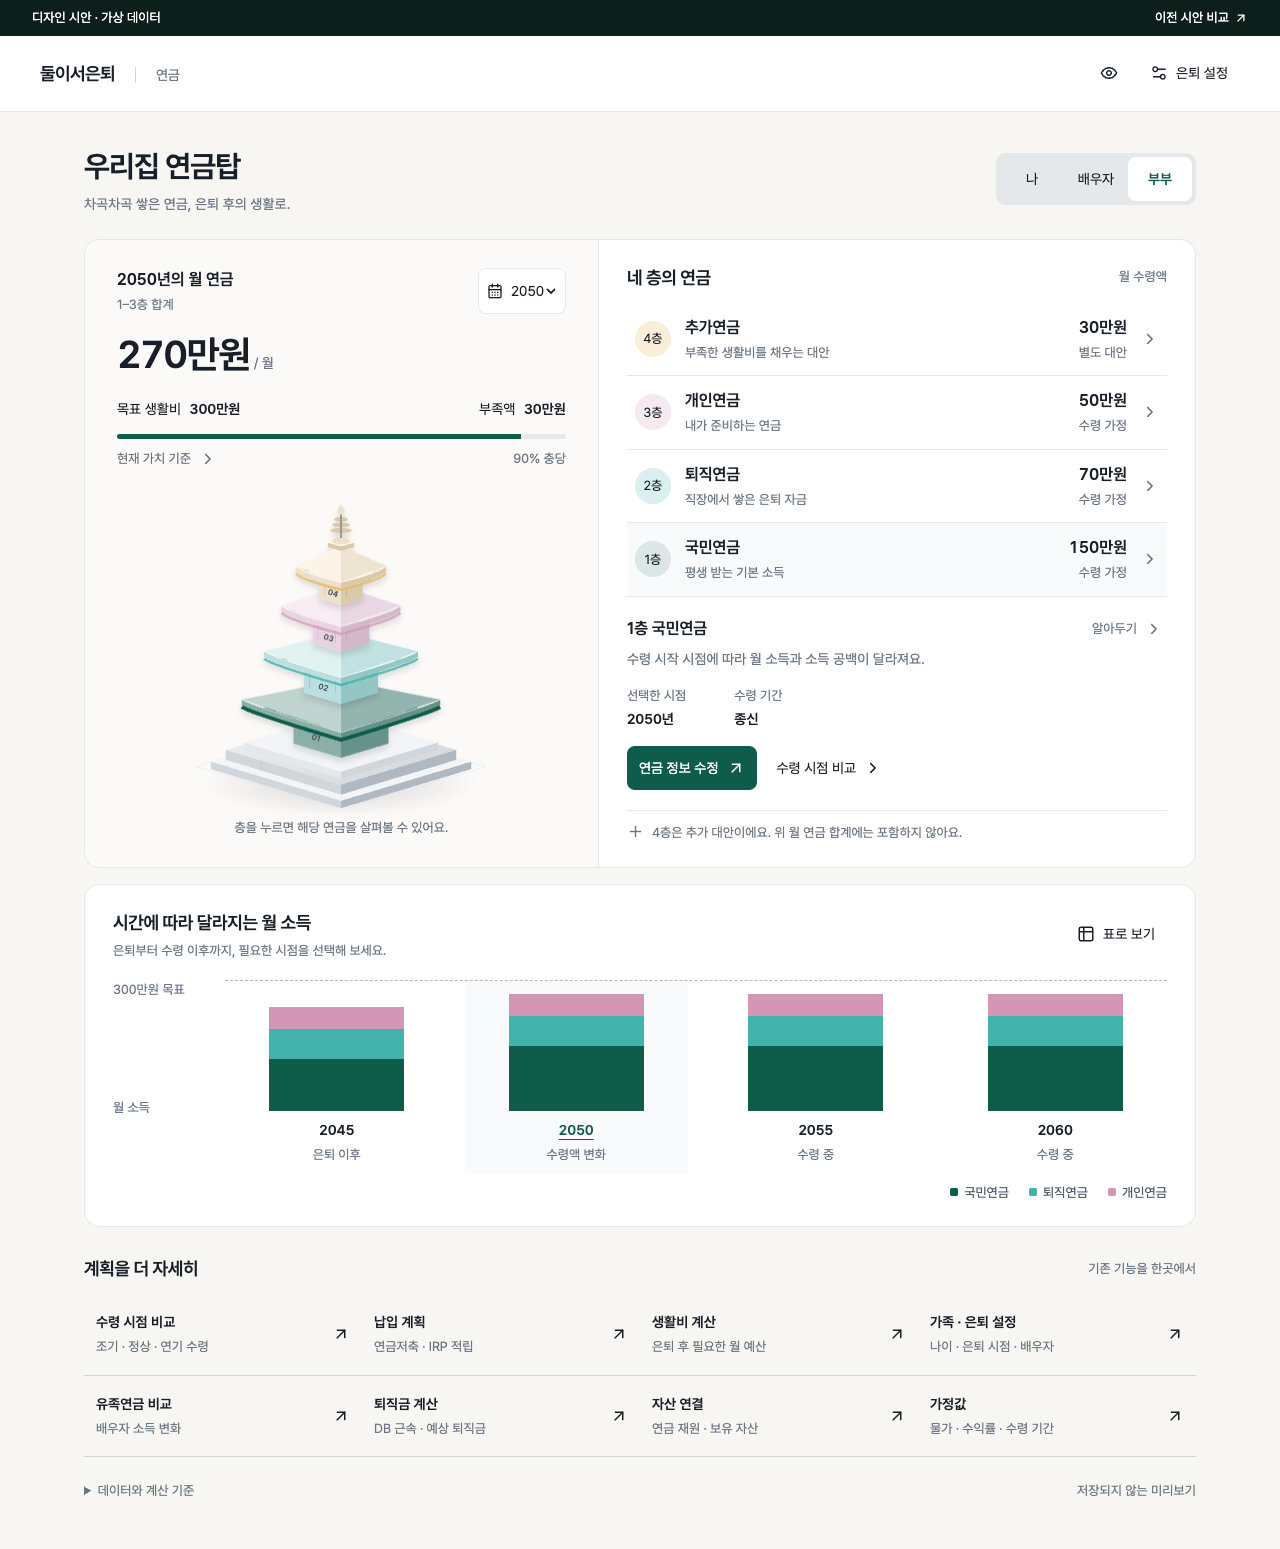 디자인 시안 · 가상 데이터
이전 시안 비교
둘이서은퇴
연금
은퇴 설정
우리집 연금탑
차곡차곡 쌓은 연금, 은퇴 후의 생활로.
나
배우자
부부
2050년의 월 연금
1–3층 합계
2050
270만원 / 월
목표 생활비 300만원
부족액 30만원
현재 가치 기준
90% 충당
04
03
02
01
층을 누르면 해당 연금을 살펴볼 수 있어요.
네 층의 연금
월 수령액
4층
추가연금
부족한 생활비를 채우는 대안
30만원
별도 대안
3층
개인연금
내가 준비하는 연금
50만원
수령 가정
2층
퇴직연금
직장에서 쌓은 은퇴 자금
70만원
수령 가정
1층
국민연금
평생 받는 기본 소득
150만원
수령 가정
1층 국민연금
알아두기
수령 시작 시점에 따라 월 소득과 소득 공백이 달라져요.
선택한 시점
2050년
수령 기간
종신
연금 정보 수정
수령 시점 비교
4층은 추가 대안이에요. 위 월 연금 합계에는 포함하지 않아요.
시간에 따라 달라지는 월 소득
은퇴부터 수령 이후까지, 필요한 시점을 선택해 보세요.
표로 보기
300만원 목표
월 소득
2045
은퇴 이후
2050
수령액 변화
2055
수령 중
2060
수령 중
국민연금
퇴직연금
개인연금
계획을 더 자세히
기존 기능을 한곳에서
수령 시점 비교
조기 · 정상 · 연기 수령
납입 계획
연금저축 · IRP 적립
생활비 계산
은퇴 후 필요한 월 예산
가족 · 은퇴 설정
나이 · 은퇴 시점 · 배우자
유족연금 비교
배우자 소득 변화
퇴직금 계산
DB 근속 · 예상 퇴직금
자산 연결
연금 재원 · 보유 자산
가정값
물가 · 수익률 · 수령 기간
데이터와 계산 기준
저장되지 않는 미리보기